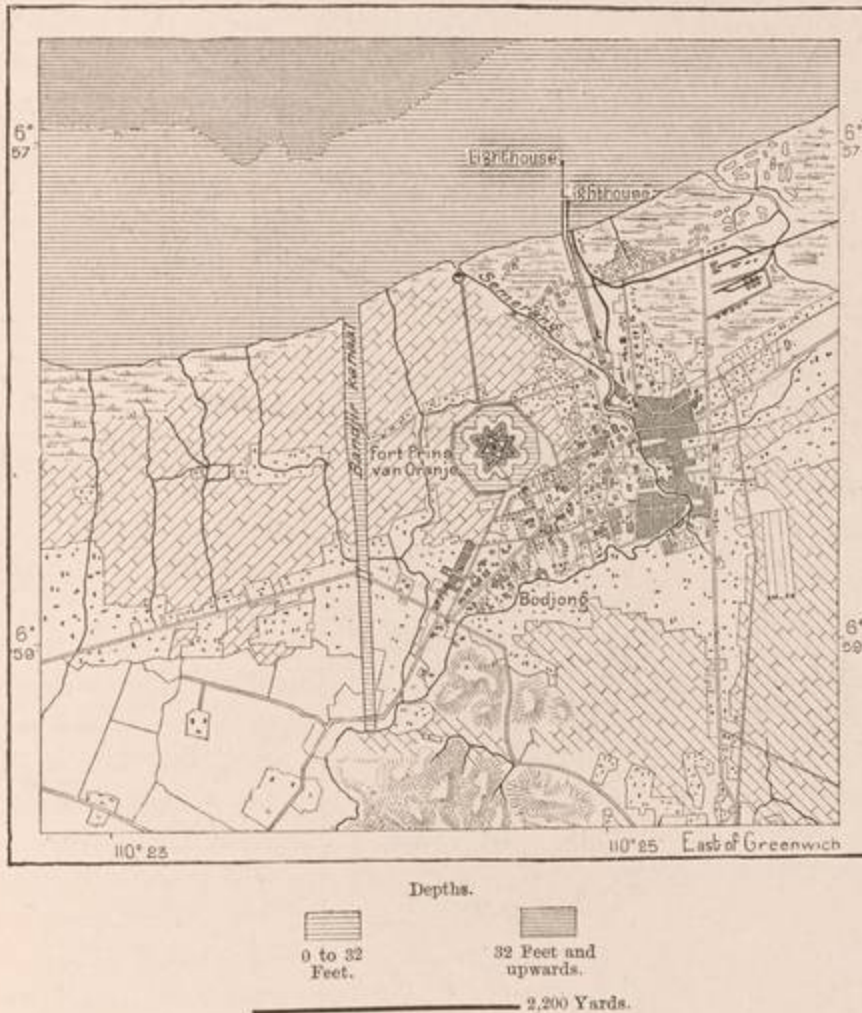 6°
57
6°
57
Lighthouse
Lighthouse
Semarang
Bandjir Kanaal
Fort Prins
van Oranje
Bodjong
6°
59
6°
59
110° 23
110° 25
East of Greenwich
Depths.
0 to 32
Feet.
32 Feet and
upwards.
2,200 Yards.